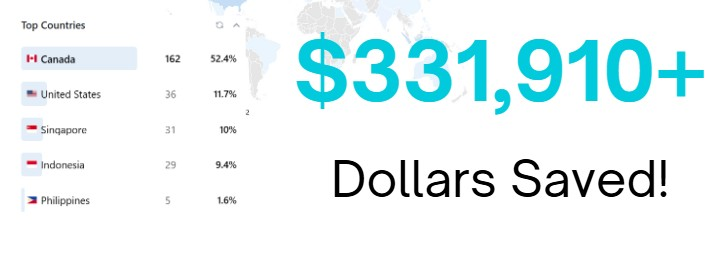 Top Countries
Canada 162 52.4%
United States 36 11.7%
Singapore 31 10%
Indonesia 29 9.4%
Philippines 5 1.6%
2
$331,910+
Dollars Saved!